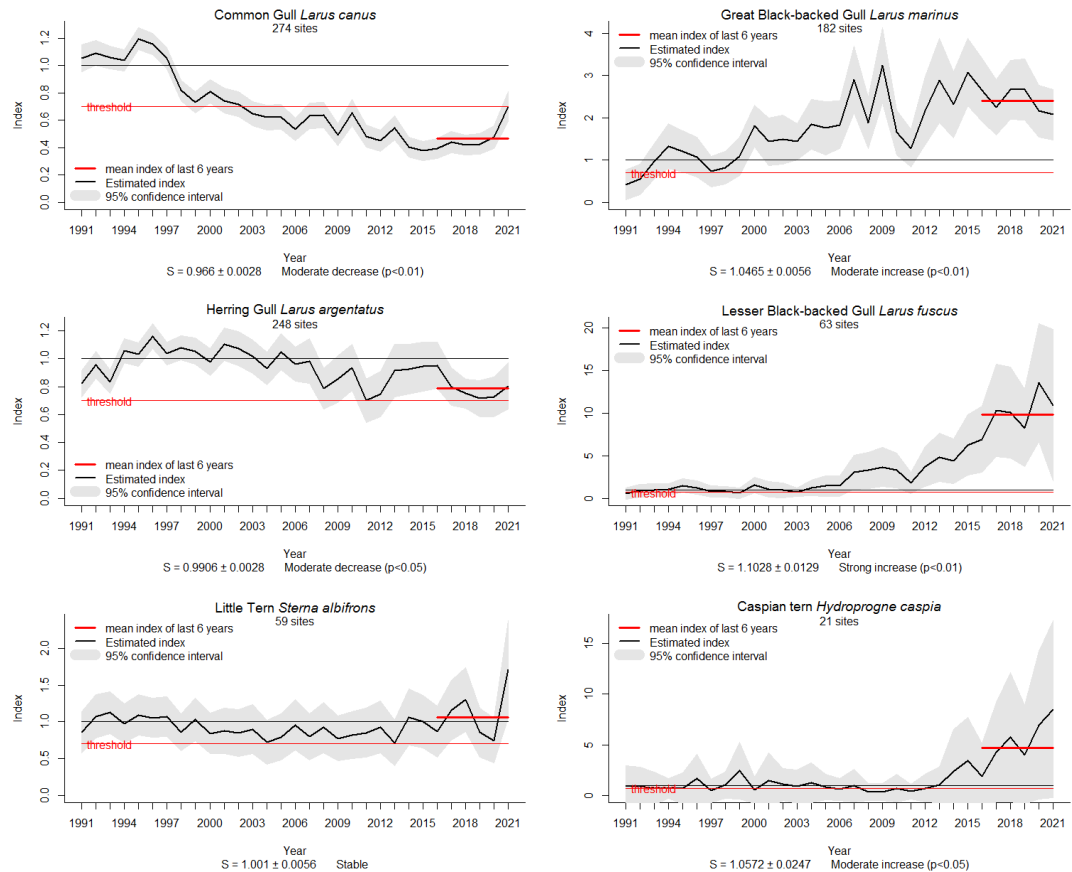 Common Gull Larus canus
274 sites
Index
0.0 0.2 0.4 0.6 0.8 1.0 1.2
threshold
mean index of last 6 years
Estimated index
95% confidence interval
1991 1994 1997 2000 2003 2006 2009 2012 2015 2018 2021
Year
S = 0.966 ± 0.0028 Moderate decrease (p<0.01)
Great Black-backed Gull Larus marinus
182 sites
Index
0 1 2 3 4
mean index of last 6 years
Estimated index
95% confidence interval
threshold
1991 1994 1997 2000 2003 2006 2009 2012 2015 2018 2021
Year
S = 1.0465 ± 0.0056 Moderate increase (p<0.01)
Herring Gull Larus argentatus
248 sites
Index
0.0 0.2 0.4 0.6 0.8 1.0 1.2
threshold
mean index of last 6 years
Estimated index
95% confidence interval
1991 1994 1997 2000 2003 2006 2009 2012 2015 2018 2021
Year
S = 0.9906 ± 0.0028 Moderate decrease (p<0.05)
Lesser Black-backed Gull Larus fuscus
63 sites
Index
0 5 10 15 20
mean index of last 6 years
Estimated index
95% confidence interval
threshold
1991 1994 1997 2000 2003 2006 2009 2012 2015 2018 2021
Year
S = 1.1028 ± 0.0129 Strong increase (p<0.01)
Little Tern Sterna albifrons
59 sites
Index
0.0 0.5 1.0 1.5 2.0
mean index of last 6 years
Estimated index
95% confidence interval
threshold
1991 1994 1997 2000 2003 2006 2009 2012 2015 2018 2021
Year
S = 1.001 ± 0.0056 Stable
Caspian tern Hydroprogne caspia
21 sites
Index
0 5 10 15
mean index of last 6 years
Estimated index
95% confidence interval
threshold
1991 1994 1997 2000 2003 2006 2009 2012 2015 2018 2021
Year
S = 1.0572 ± 0.0247 Moderate increase (p<0.05)